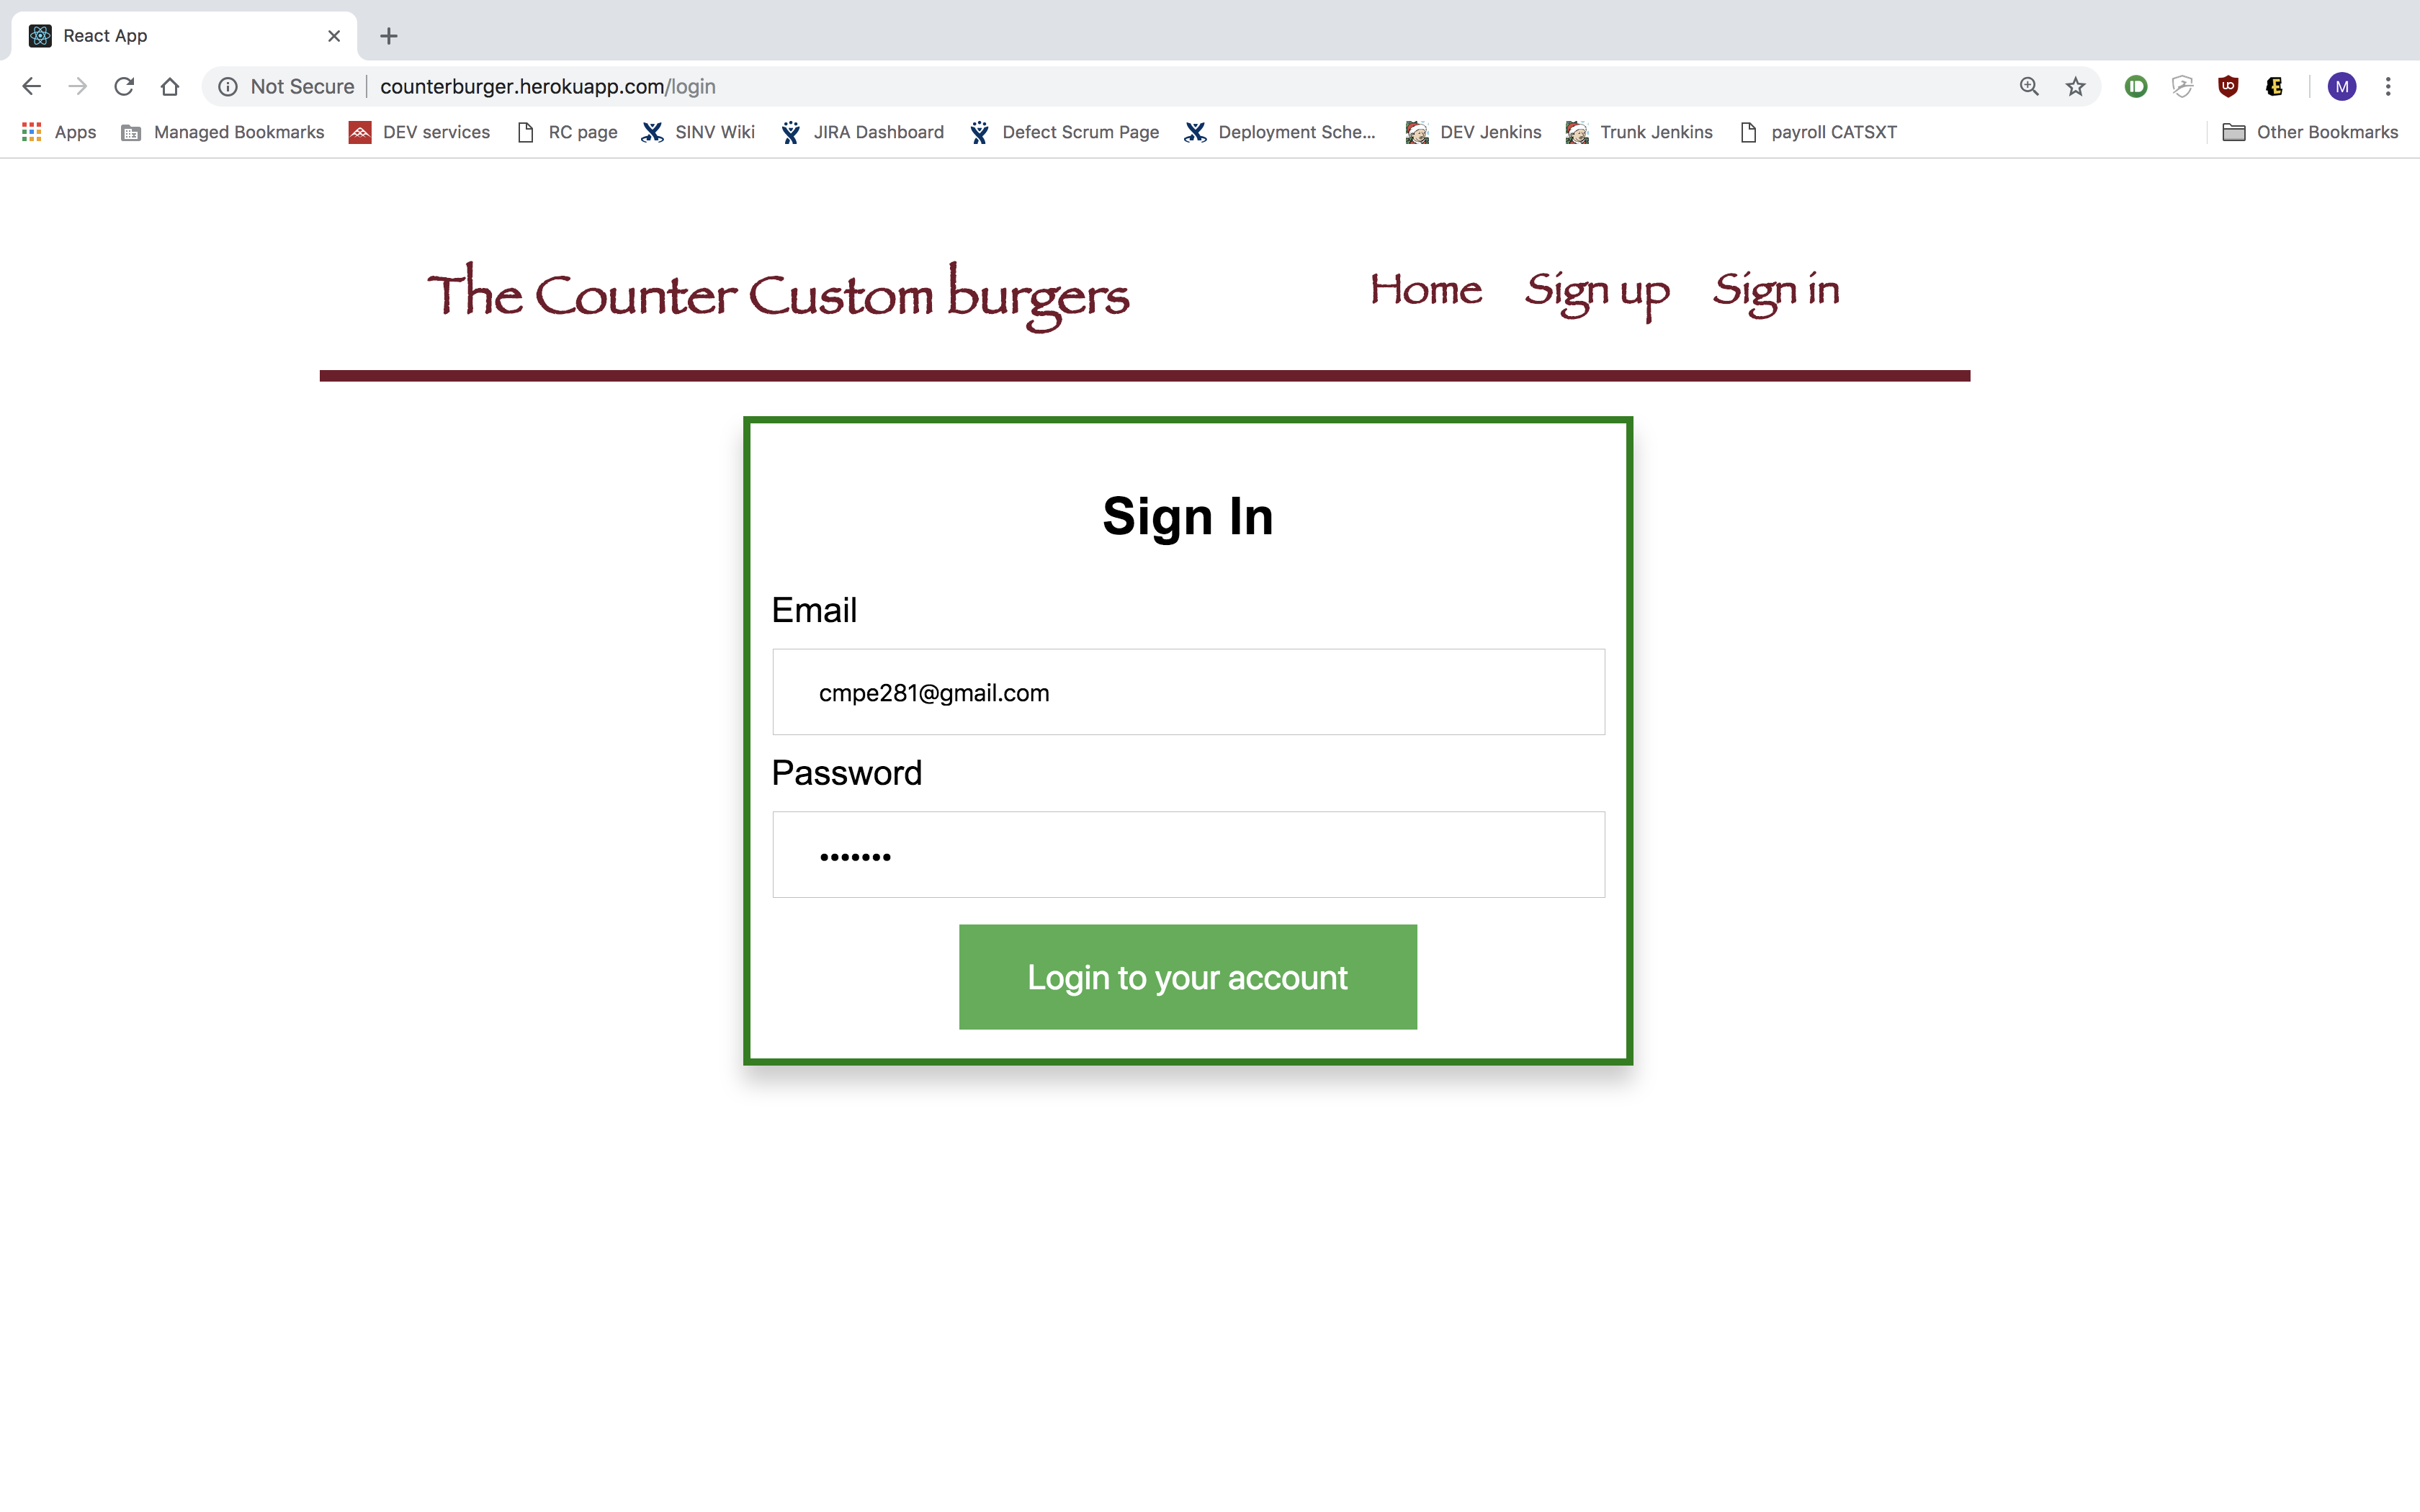 React App
Not Secure counterburger.herokuapp.com/login
M
Apps Managed Bookmarks DEV services RC page SINV Wiki JIRA Dashboard Defect Scrum Page Deployment Sche... DEV Jenkins Trunk Jenkins payroll CATSXT Other Bookmarks
The Counter Custom burgers Home Sign up Sign in
Sign In
Email
cmpe281@gmail.com
Password
•••••••
Login to your account